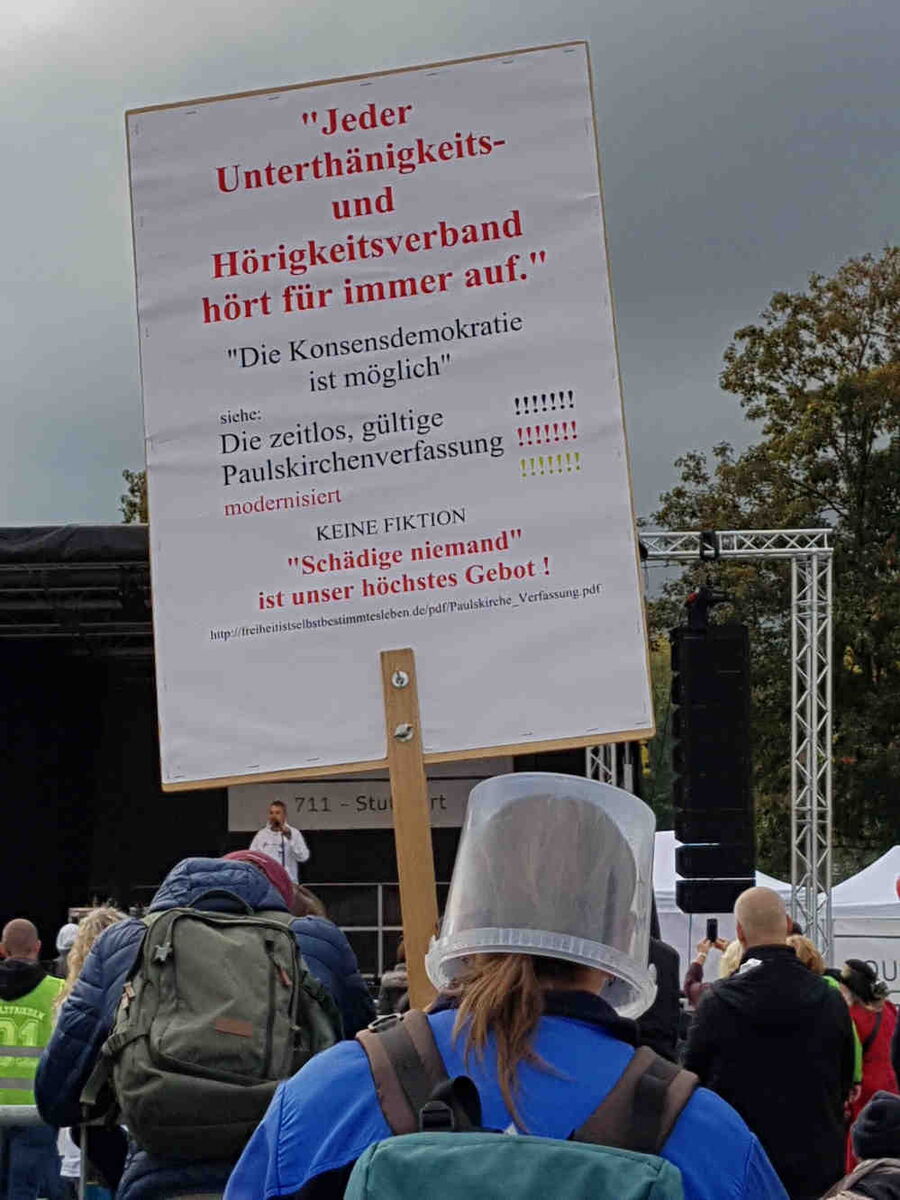 "Jeder
Unterthänigkeits-
und
Hörigkeitsverband
hört für immer auf."
"Die Konsensdemokratie
ist möglich"
siehe:
Die zeitlos, gültige !!!!!!!
Paulskirchenverfassung !!!!!!!
modernisiert !!!!!!!
KEINE FIKTION
"Schädige niemand"
ist unser höchstes Gebot !
http://freiheitistselbstbestimmtesleben.de/pdf/Paulskirche_Verfassung.pdf
711 – Stuttgart